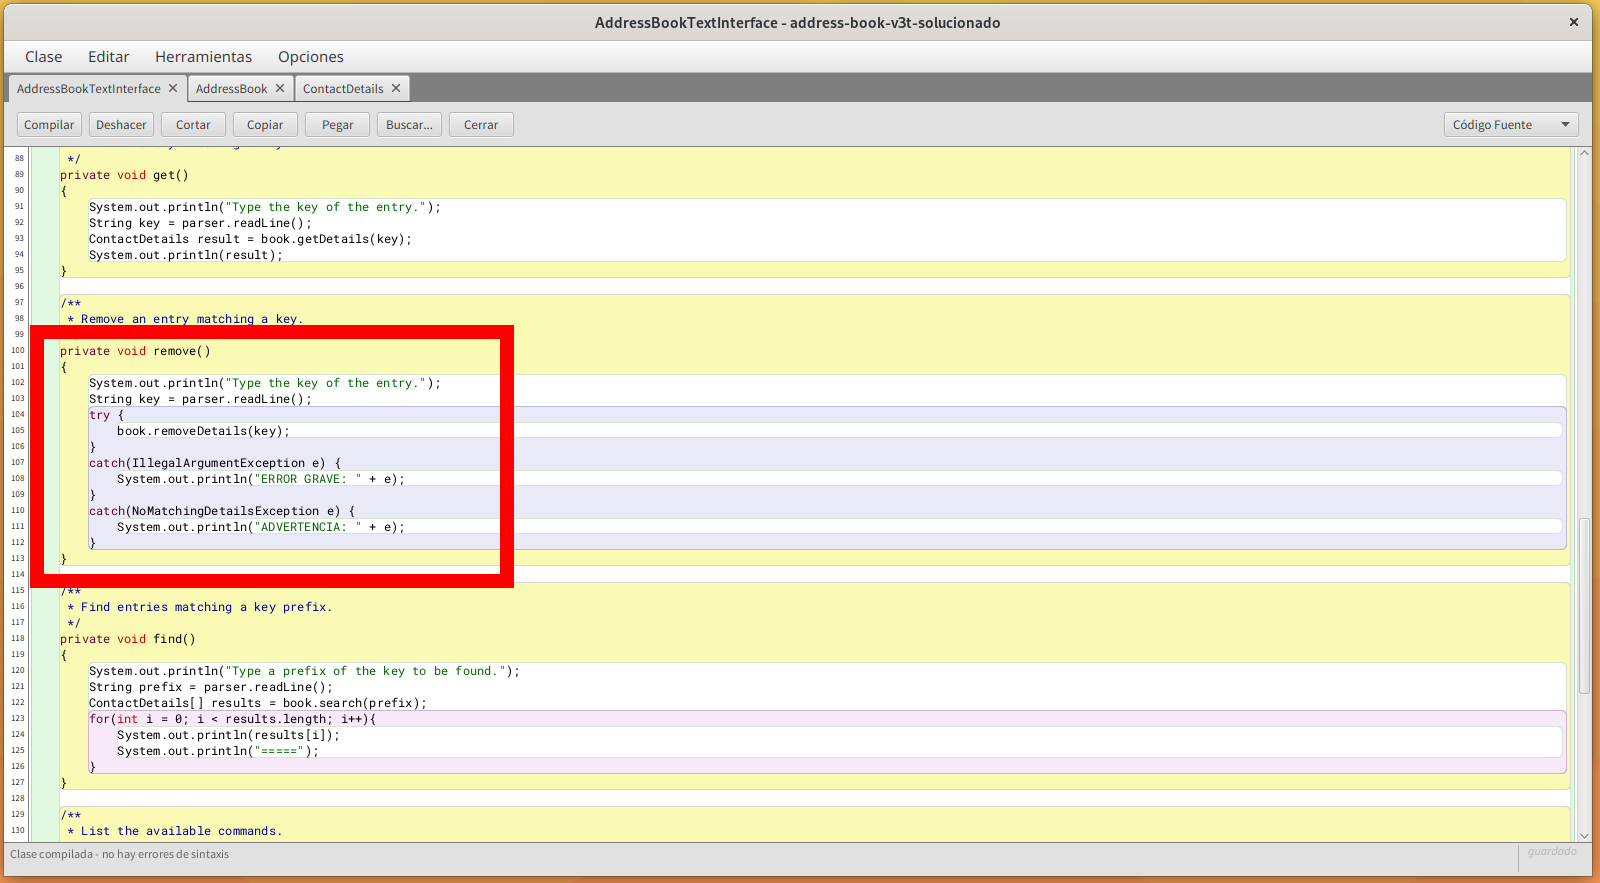 AddressBookTextInterface - address-book-v3t-solucionado
Clase Editar Herramientas Opciones
AddressBookTextInterface AddressBook ContactDetails
Compilar Deshacer Cortar Copiar Pegar Buscar... Cerrar Código Fuente
88 */
89 private void get()
90 {
91 System.out.println("Type the key of the entry.");
92 String key = parser.readLine();
93 ContactDetails result = book.getDetails(key);
94 System.out.println(result);
95 }
96
97 /**
98 * Remove an entry matching a key.
99
100 private void remove()
101 {
102 System.out.println("Type the key of the entry.");
103 String key = parser.readLine();
104 try {
105 book.removeDetails(key);
106 }
107 catch(IllegalArgumentException e) {
108 System.out.println("ERROR GRAVE: " + e);
109 }
110 catch(NoMatchingDetailsException e) {
111 System.out.println("ADVERTENCIA: " + e);
112 }
113 }
114
115 /**
116 * Find entries matching a key prefix.
117 */
118 private void find()
119 {
120 System.out.println("Type a prefix of the key to be found.");
121 String prefix = parser.readLine();
122 ContactDetails[] results = book.search(prefix);
123 for(int i = 0; i < results.length; i++){
124 System.out.println(results[i]);
125 System.out.println("=====");
126 }
127 }
128
129 /**
130 * List the available commands.
Clase compilada - no hay errores de sintaxis
guardado